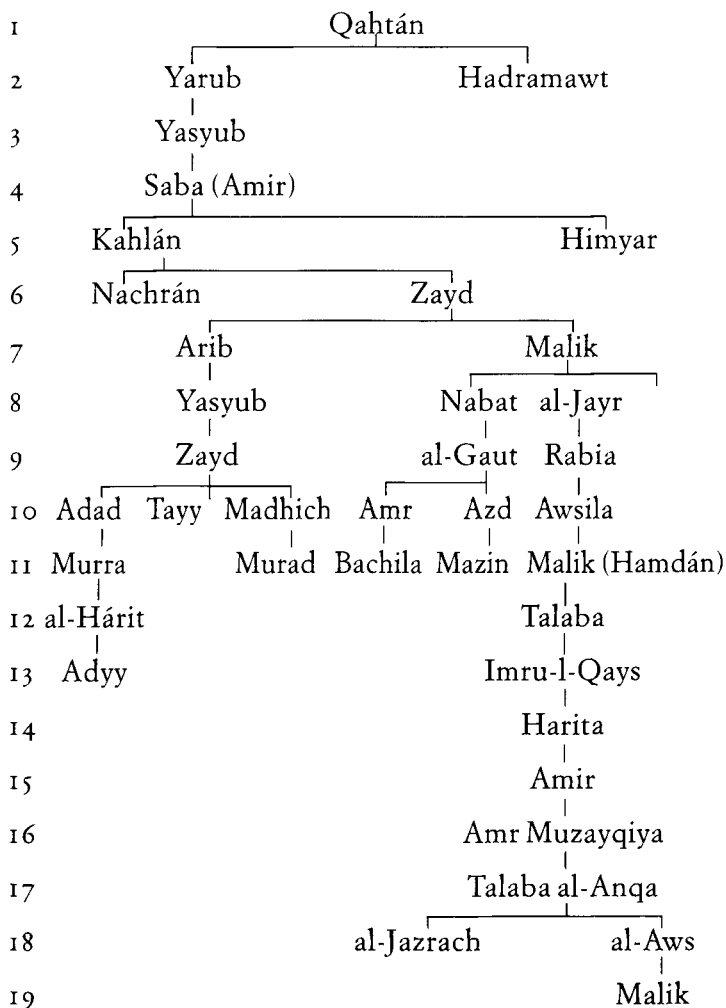 1 Qahtán
2 Yarub Hadramawt
3 Yasyub
4 Saba (Amir)
5 Kahlán Himyar
6 Nachrán Zayd
7 Arib Malik
8 Yasyub Nabat al-Jayr
9 Zayd al-Gaut Rabia
10 Adad Tayy Madhich Amr Azd Awsila
11 Murra Murad Bachila Mazin Malik (Hamdán)
12 al-Hárit Talaba
13 Adyy Imru-l-Qays
14 Harita
15 Amir
16 Amr Muzayqiya
17 Talaba al-Anqa
18 al-Jazrach al-Aws
19 Malik